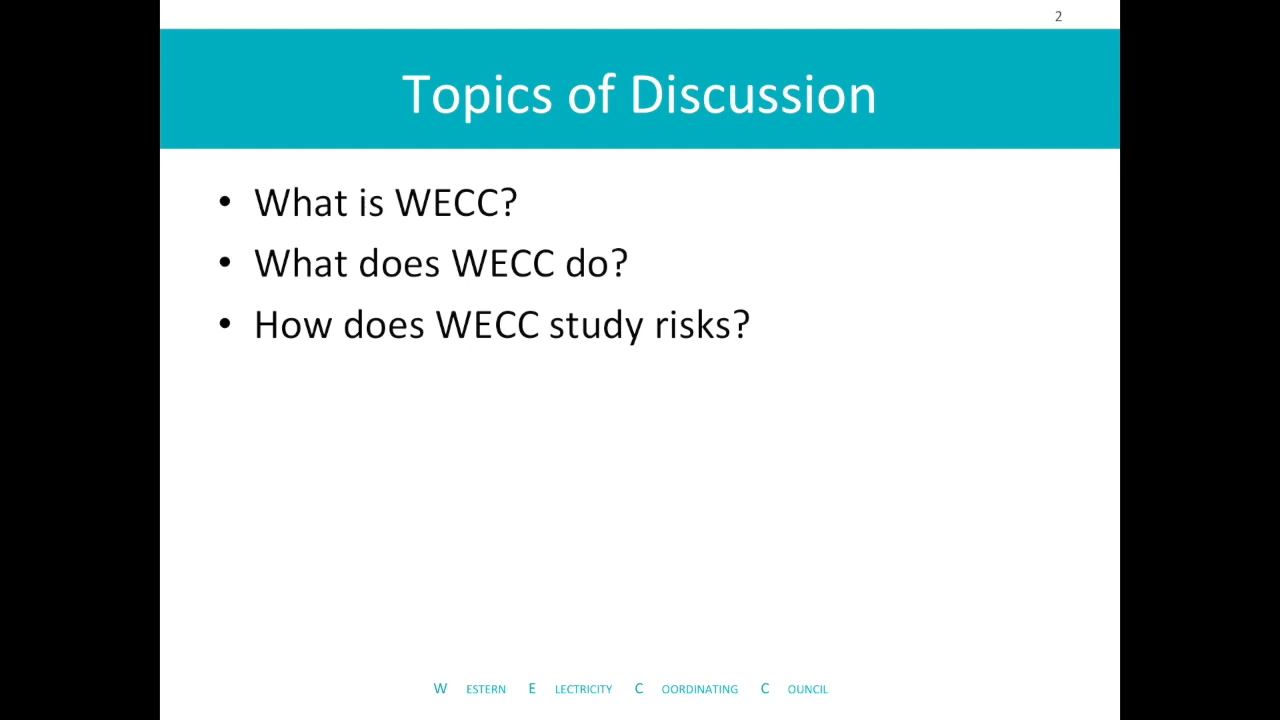 2
Topics of Discussion
• What is WECC?
• What does WECC do?
• How does WECC study risks?
W ESTERN E LECTRICITY C OORDINATING C OUNCIL